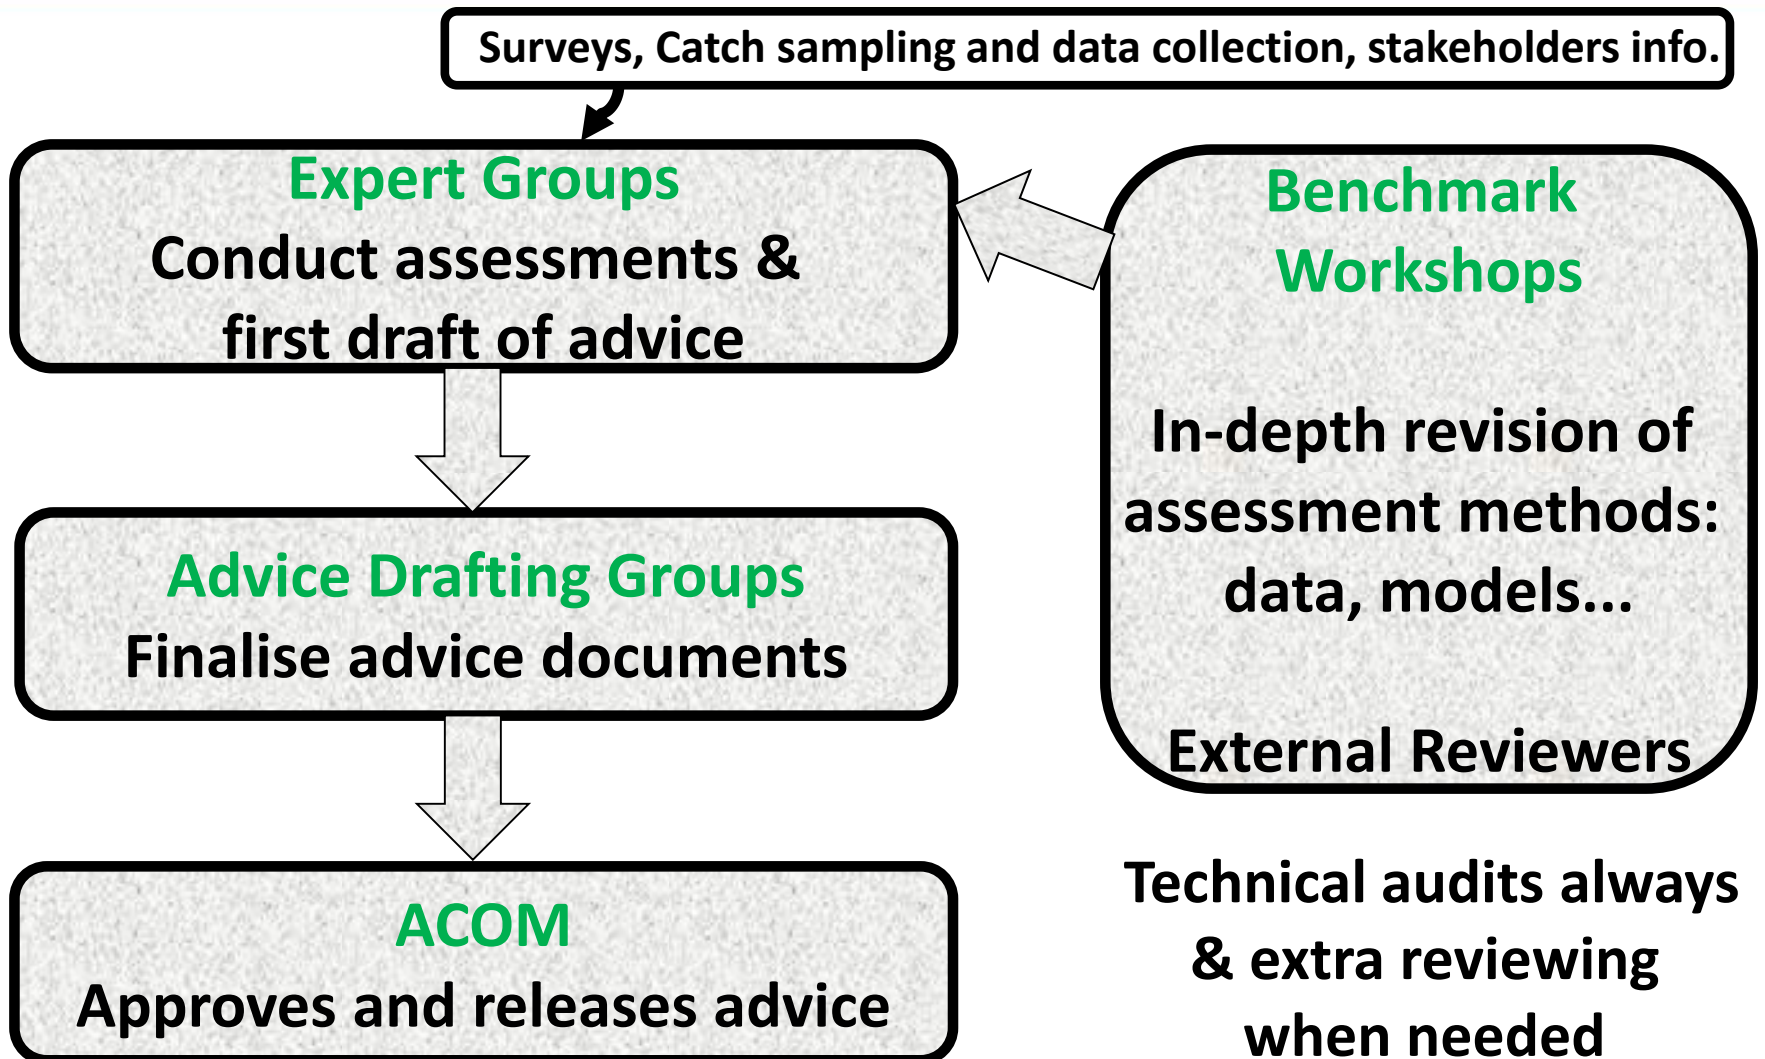 Surveys, Catch sampling and data collection, stakeholders info.
Expert Groups
Conduct assessments &
first draft of advice
Benchmark
Workshops
In-depth revision of
assessment methods:
data, models...
External Reviewers
Advice Drafting Groups
Finalise advice documents
ACOM
Approves and releases advice
Technical audits always
& extra reviewing
when needed